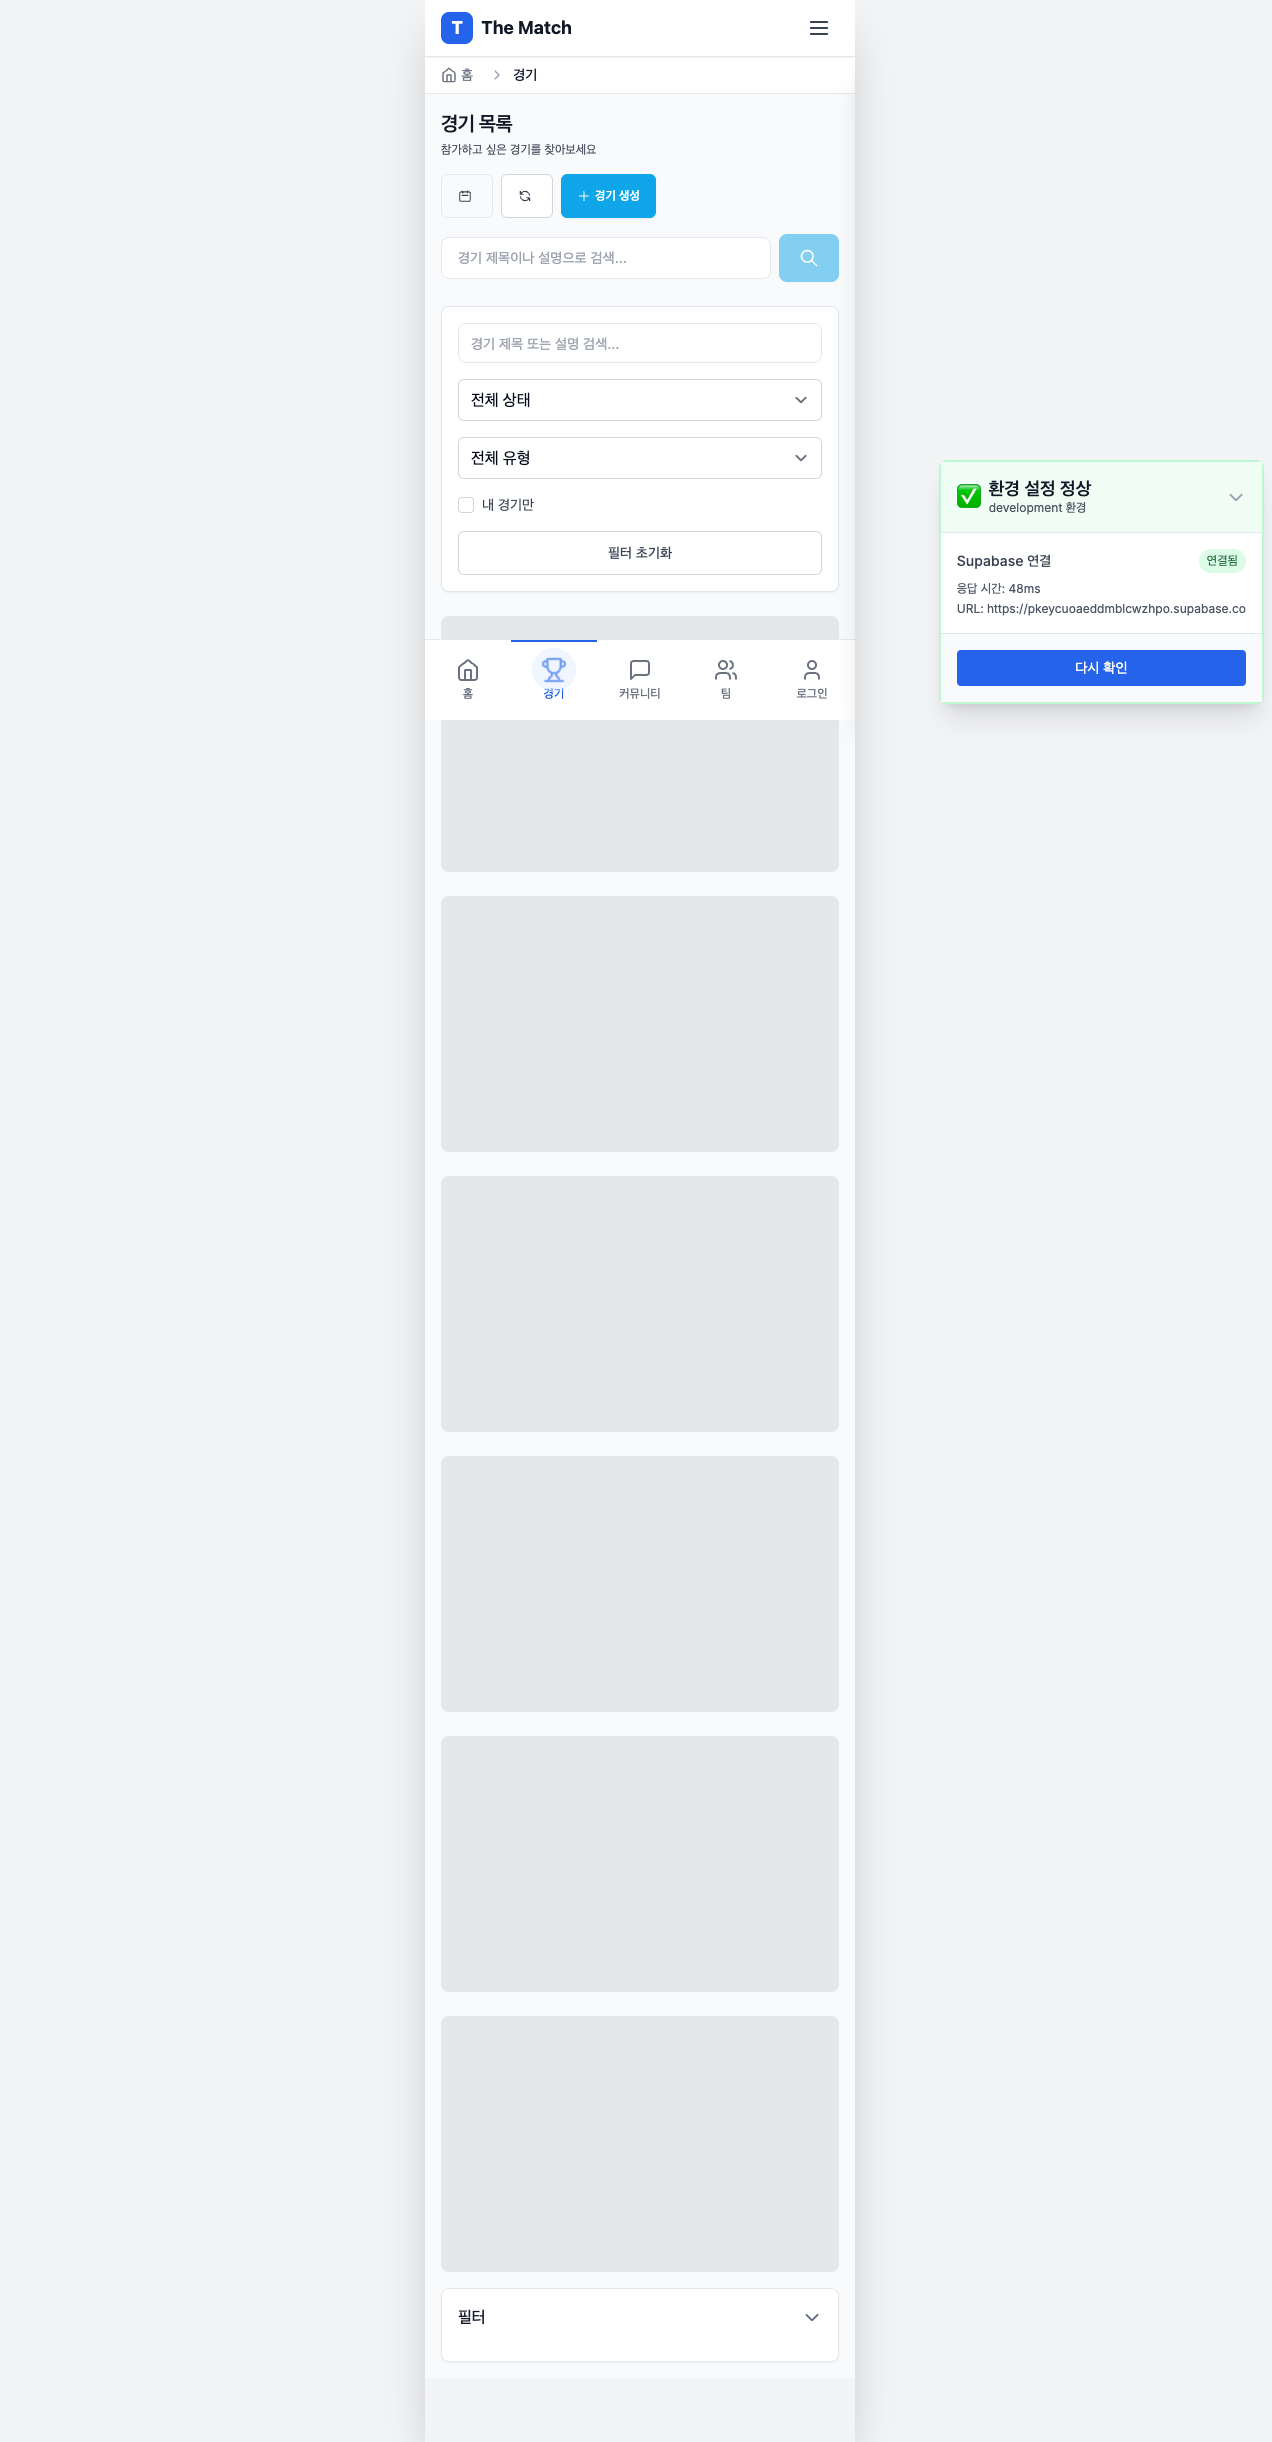 T The Match
홈 경기
경기 목록
참가하고 싶은 경기를 찾아보세요
경기 생성
경기 제목이나 설명으로 검색...
경기 제목 또는 설명 검색...
전체 상태
전체 유형
내 경기만
필터 초기화
홈 경기 커뮤니티 팀 로그인
필터
환경 설정 정상
development 환경
Supabase 연결 연결됨
응답 시간: 48ms
URL: https://pkeycuoaeddmblcwzhpo.supabase.co
다시 확인